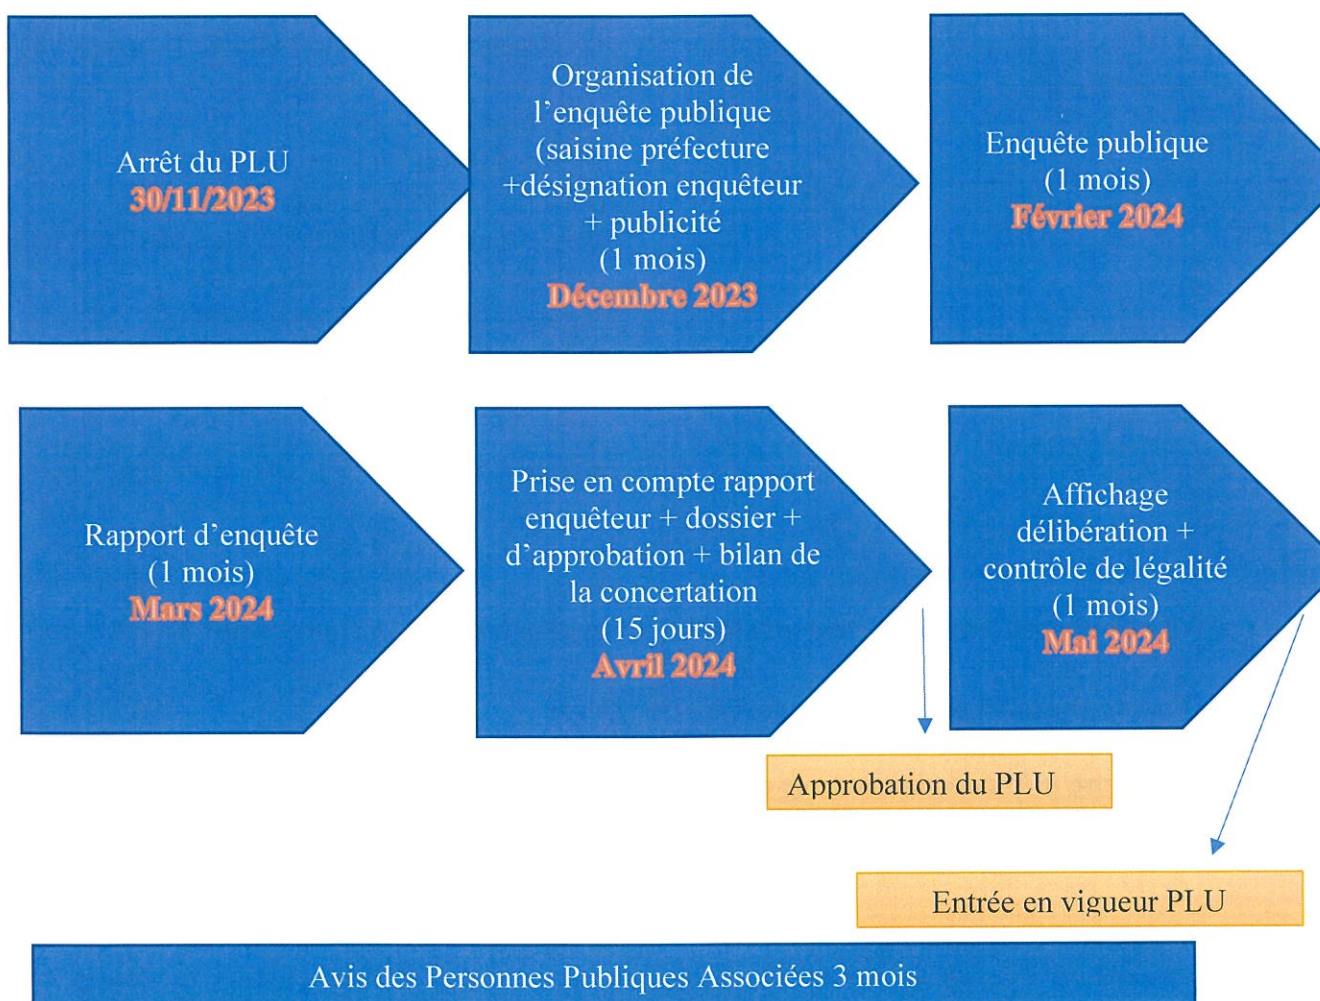 Arrêt du PLU
30/11/2023
Organisation de
l'enquête publique
(saisine préfecture
+désignation enquêteur
+ publicité
(1 mois)
Décembre 2023
Enquête publique
(1 mois)
Février 2024
Rapport d'enquête
(1 mois)
Mars 2024
Prise en compte rapport
enquêteur + dossier +
d'approbation + bilan de
la concertation
(15 jours)
Avril 2024
Affichage
délibération +
contrôle de légalité
(1 mois)
Mai 2024
Approbation du PLU
Entrée en vigueur PLU
Avis des Personnes Publiques Associées 3 mois